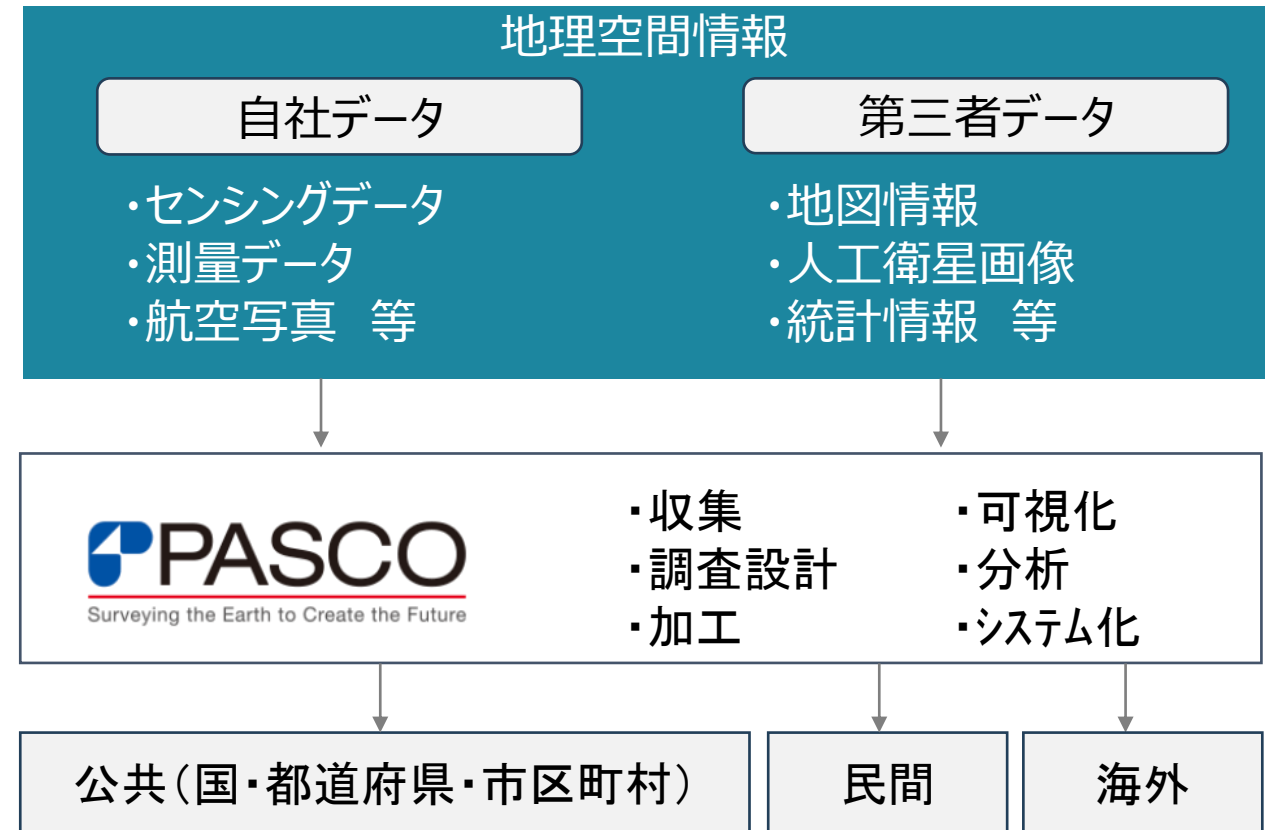 地理空間情報
自社データ
・センシングデータ
・測量データ
・航空写真　等
第三者データ
・地図情報
・人工衛星画像
・統計情報　等
PASCO
Surveying the Earth to Create the Future
・収集
・調査設計
・加工
・可視化
・分析
・システム化
公共（国・都道府県・市区町村）
民間
海外